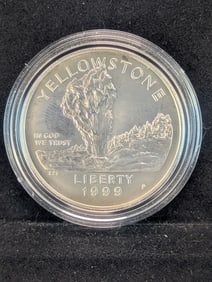 YELLOWSTONE
IN GOD
WE TRUST
LIBERTY
1999
P